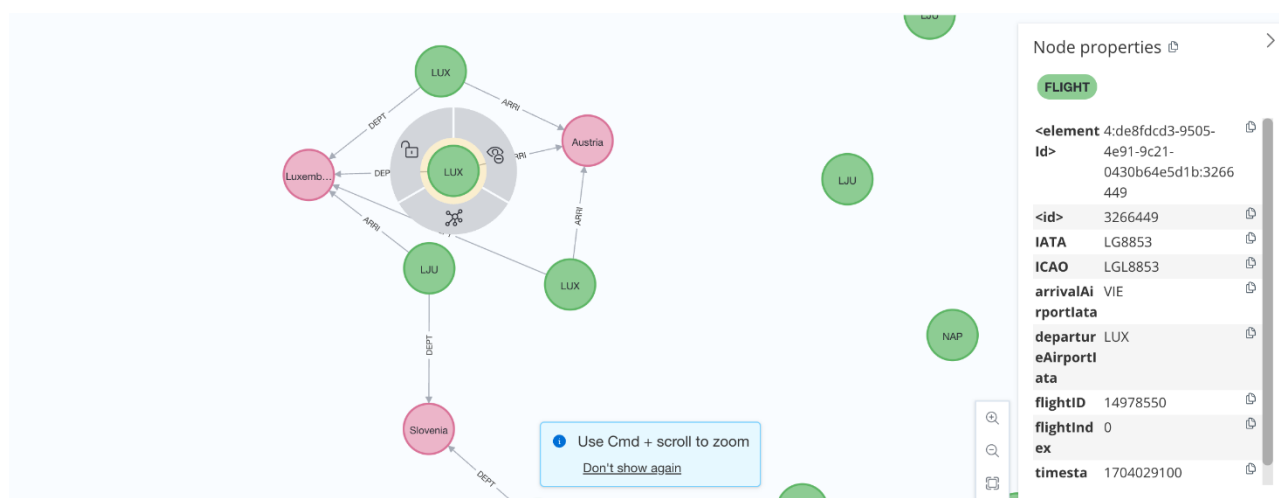 LJU
LUX
ARRI
DEPT
Austria
ARRI
LUX
DEP
Luxemb...
LJU
ARRI
ARRI
LJU
LUX
DEPT
NAP
Slovenia
DEPT
Use Cmd + scroll to zoom
Don't show again
Node properties
FLIGHT
<element 4:de8fdcd3-9505-
Id> 4e91-9c21-
0430b64e5d1b:3266
449
<id> 3266449
IATA LG8853
ICAO LGL8853
arrivalAi VIE
rportIata
departur LUX
eAirportI
ata
flightID 14978550
flightInd 0
ex
timesta 1704029100